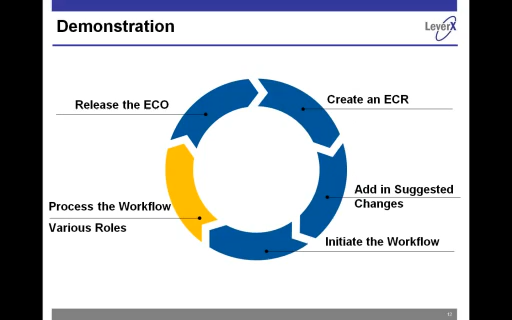 Demonstration
LeverX
Release the ECO
Create an ECR
Add in Suggested
Changes
Process the Workflow
Various Roles
Initiate the Workflow